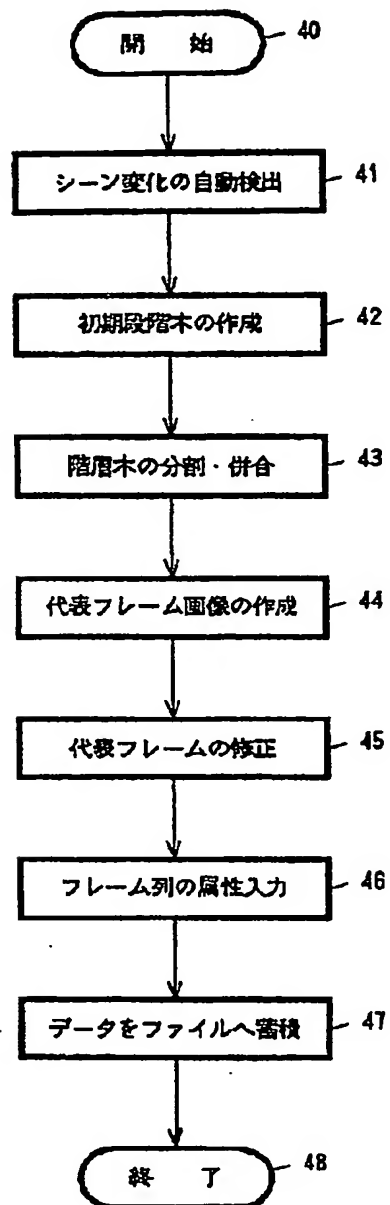 開 始
40
シーン変化の自動検出
41
初期段階木の作成
42
階層木の分割・併合
43
代表フレーム画像の作成
44
代表フレームの修正
45
フレーム列の属性入力
46
データをファイルへ蓄積
47
終 了
48